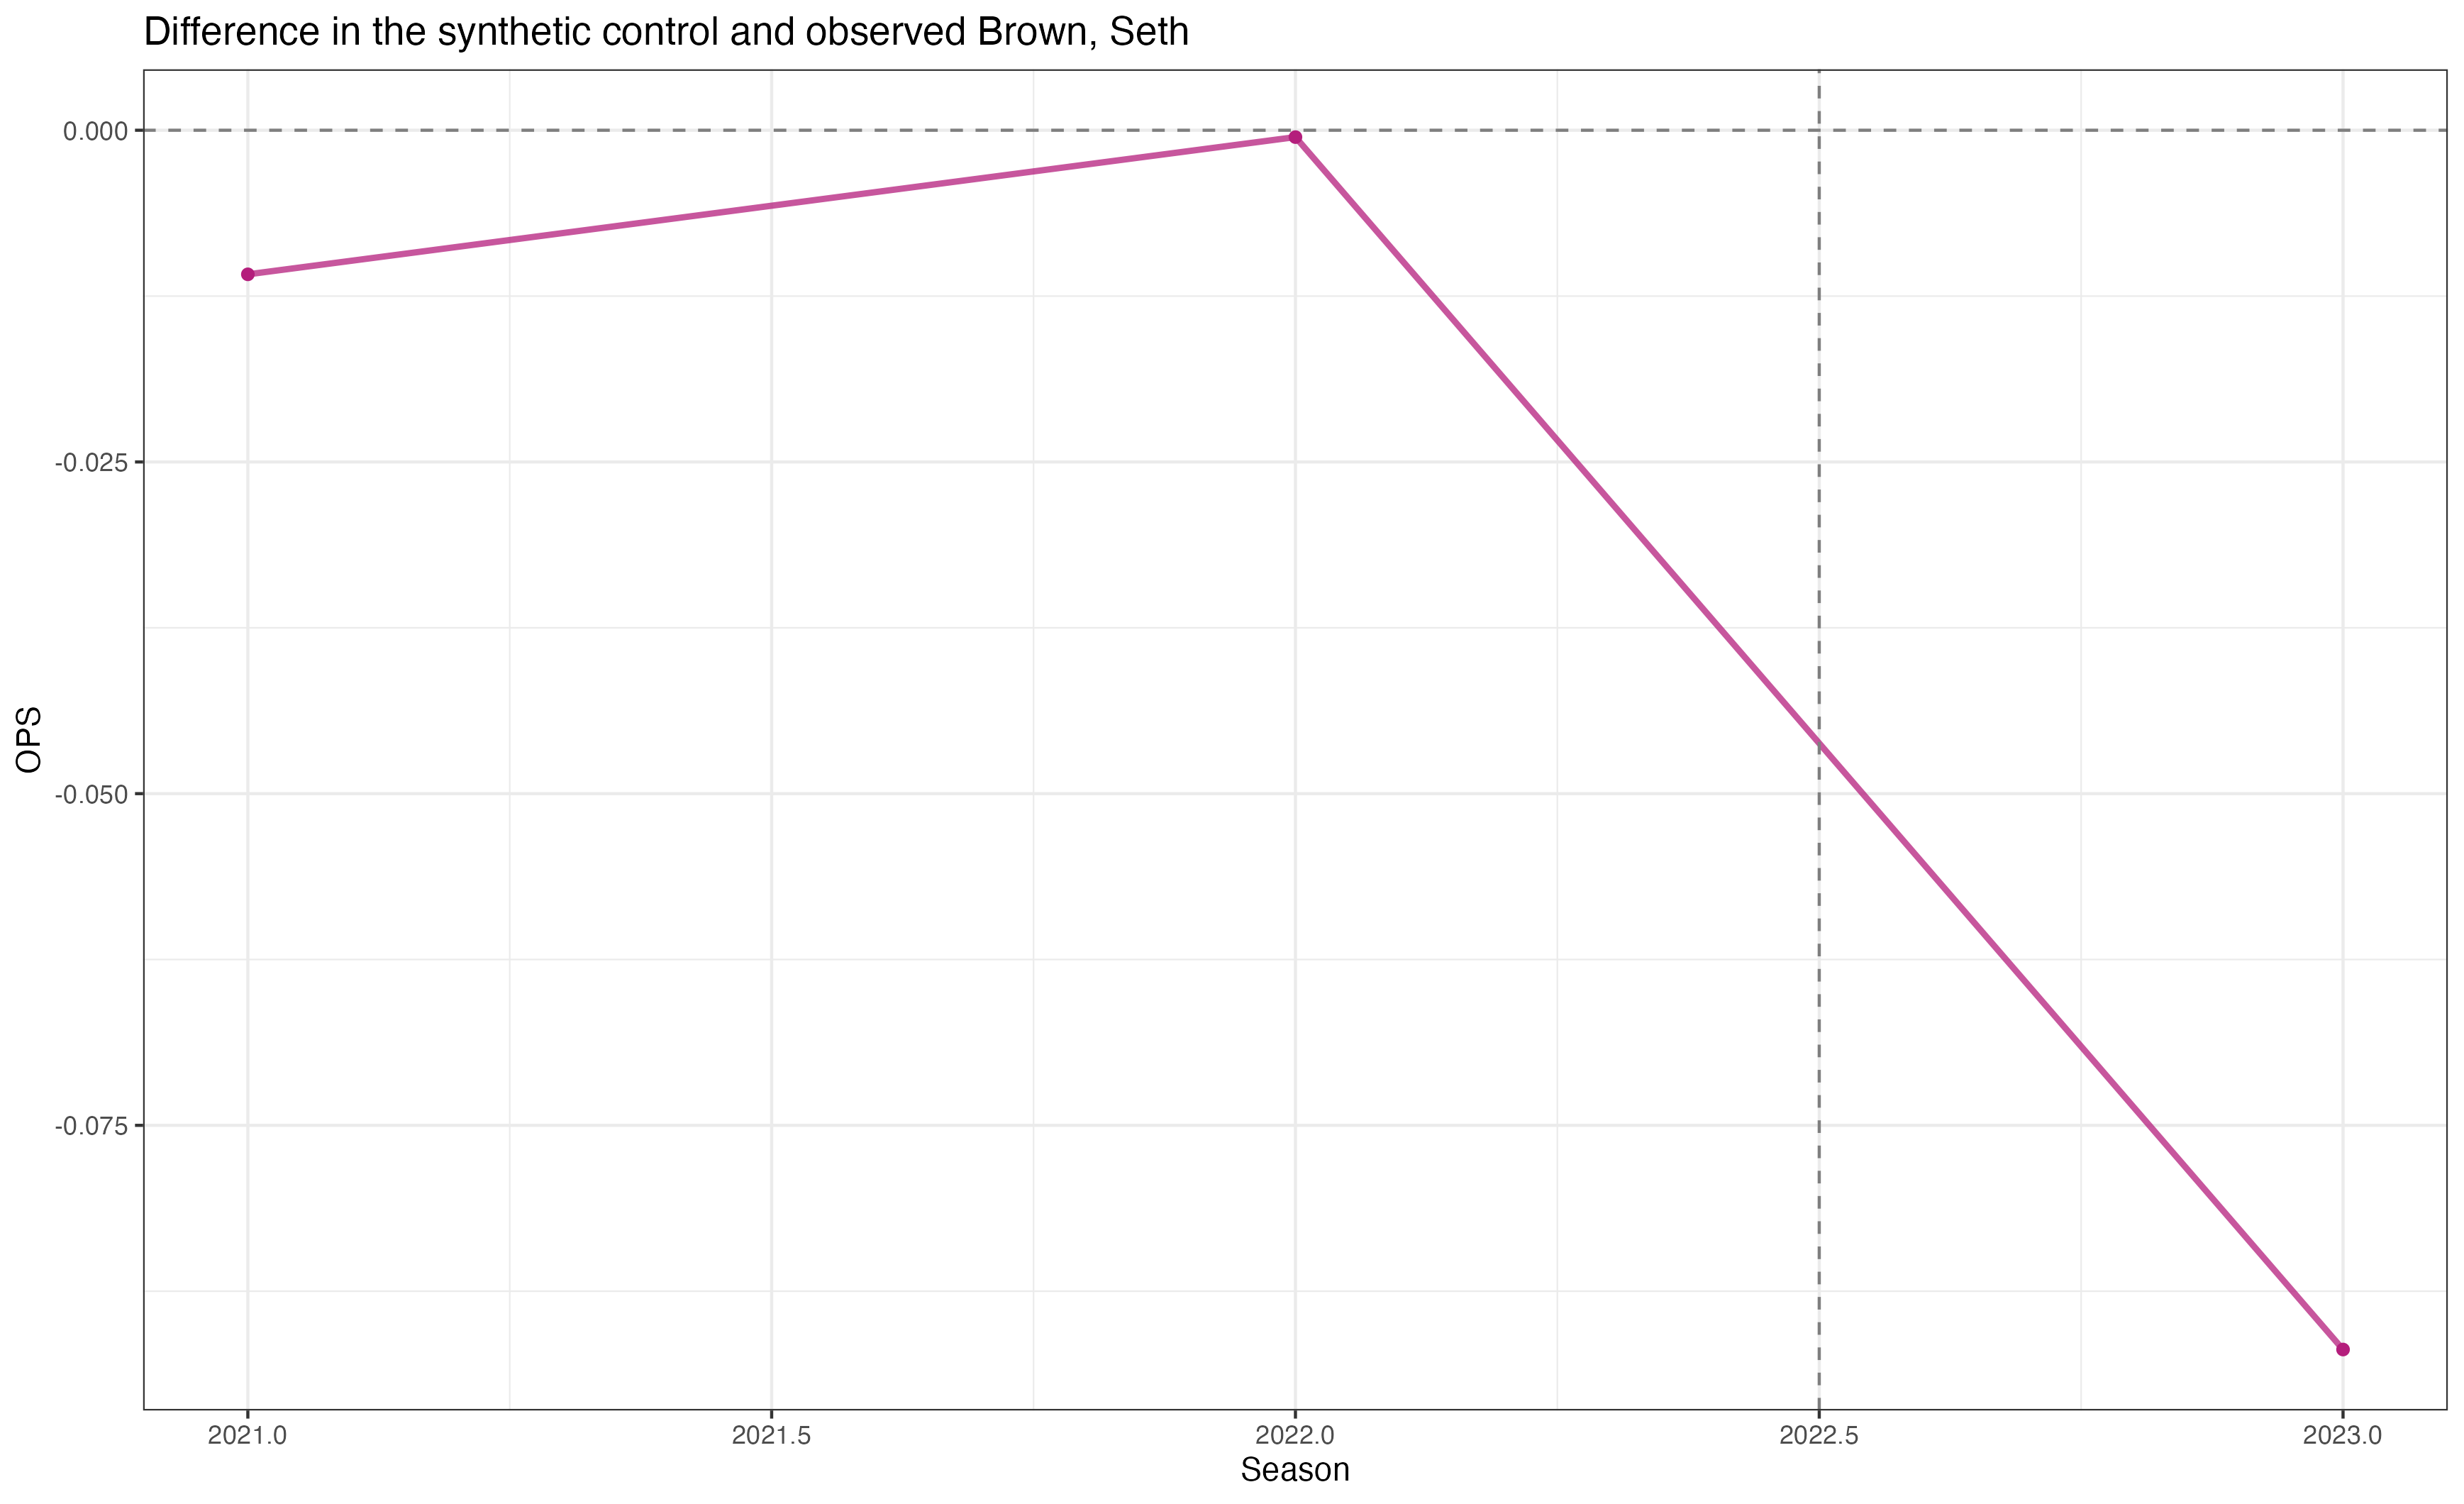 Difference in the synthetic control and observed Brown, Seth
0.000
-0.025
-0.050
-0.075
OPS
2021.0 2021.5 2022.0 2022.5 2023.0
Season